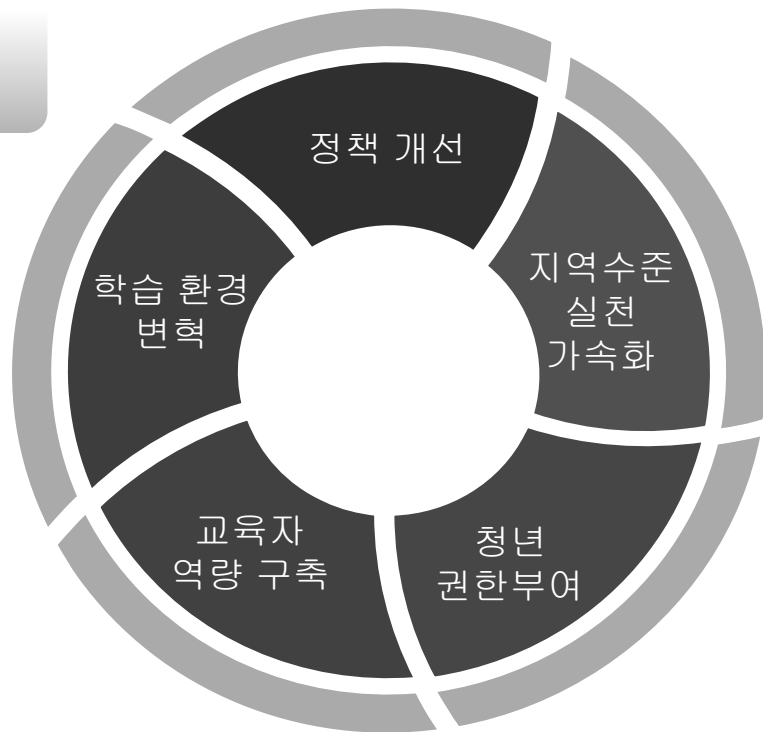 정책 개선
지역수준
실천
가속화
청년
권한부여
교육자
역량 구축
학습 환경
변혁